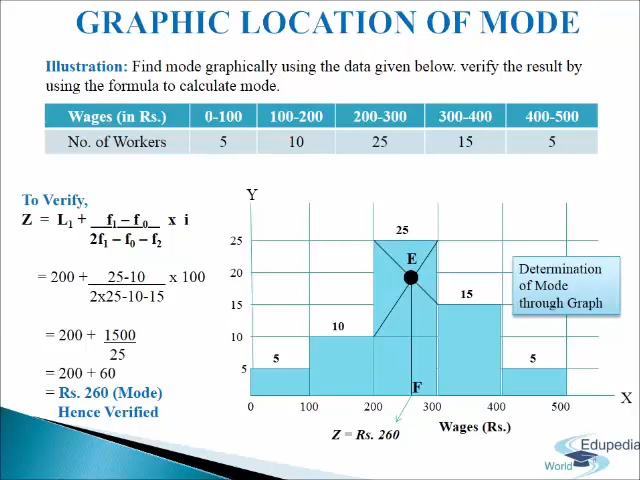 GRAPHIC LOCATION OF MODE
Illustration: Find mode graphically using the data given below. verify the result by
using the formula to calculate mode.
Wages (in Rs.) 0-100 100-200 200-300 300-400 400-500
No. of Workers 5 10 25 15 5
To Verify,
Z = L1 + f1 – f 0 x i
2f1 – f0 – f2
= 200 + 25-10 x 100
2x25-10-15
= 200 + 1500
25
= 200 + 60
= Rs. 260 (Mode)
Hence Verified
Y
25
25
E
20
15
15
10
10
5
5
5
F
X
0 100 200 300 400 500
Z = Rs. 260
Wages (Rs.)
Determination
of Mode
through Graph
Edupedia
World